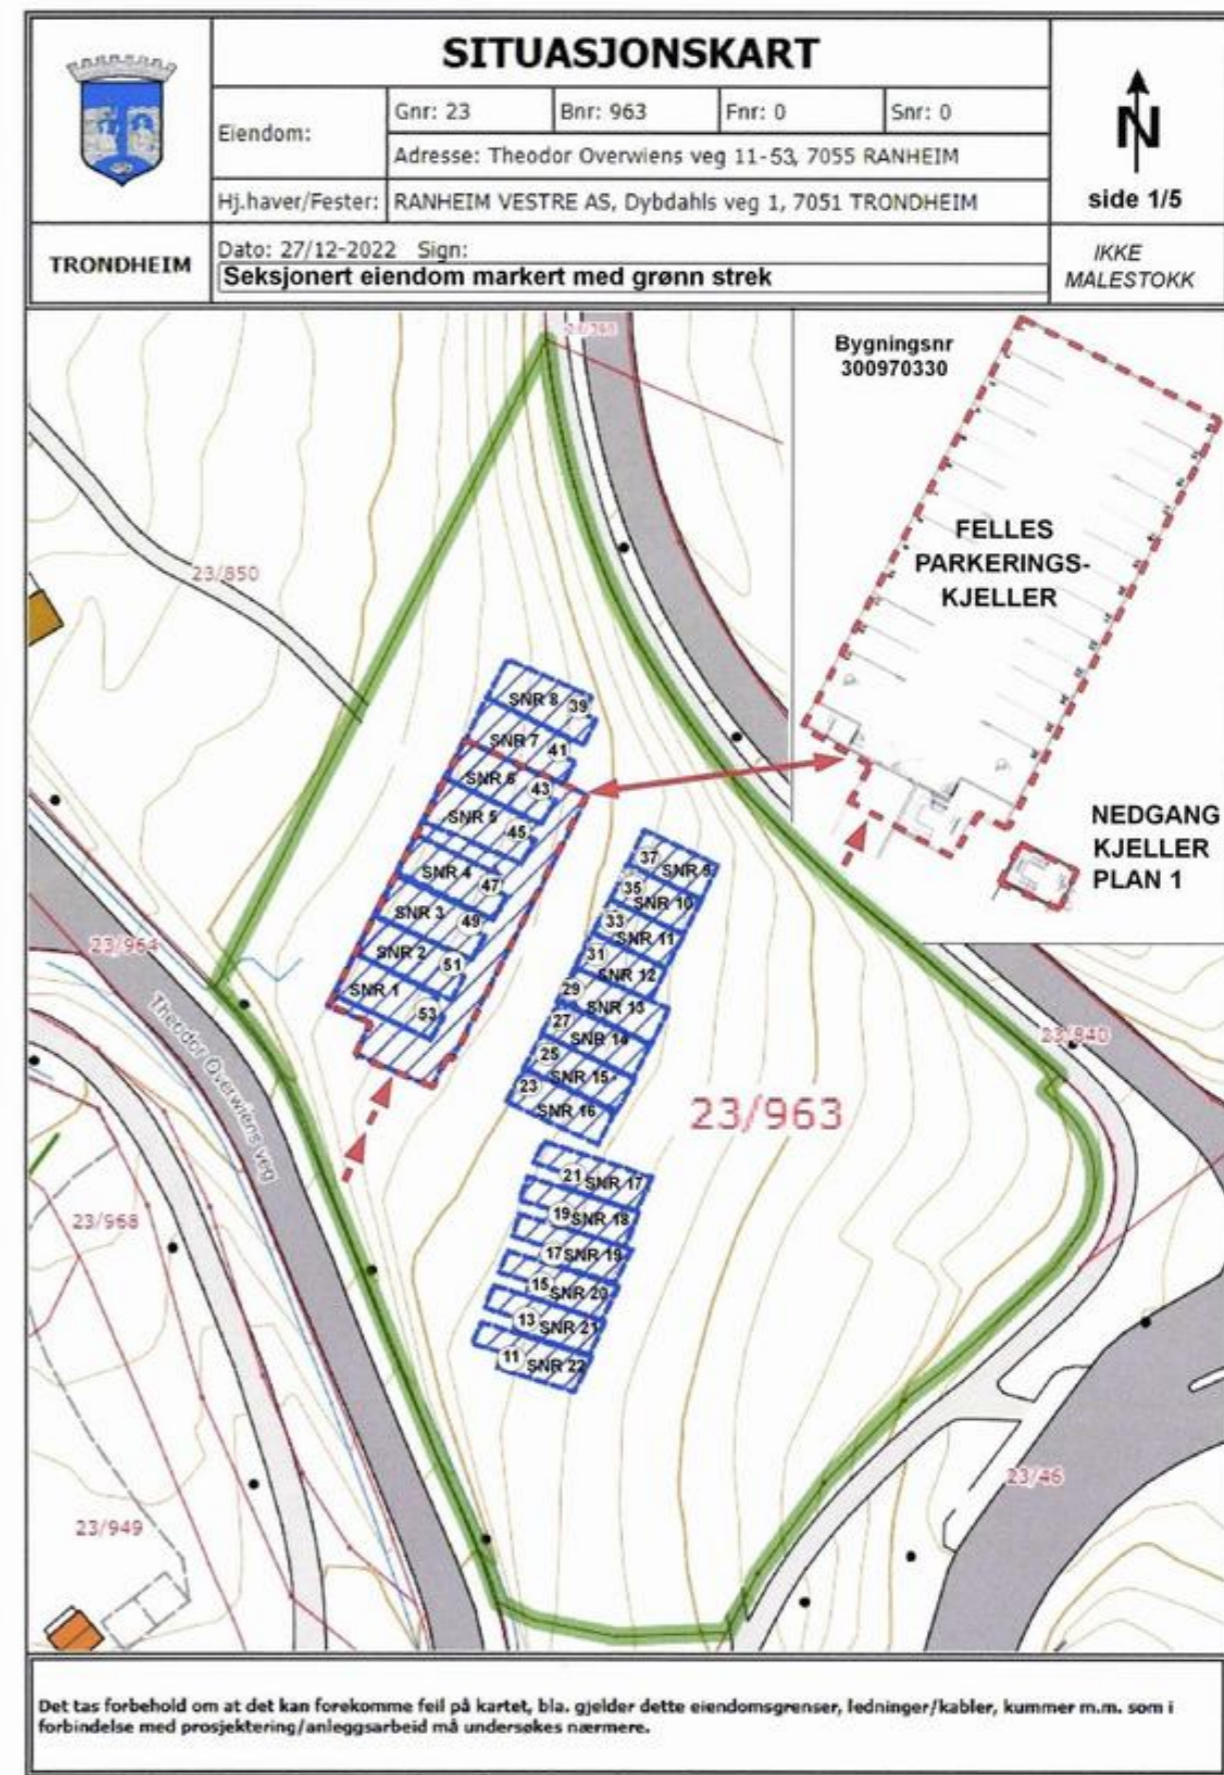 SITUASJONSKART
Eiendom:
Gnr: 23
Bnr: 963
Fnr: 0
Snr: 0
Adresse: Theodor Overwiens veg 11-53, 7055 RANHEIM
Hj.haver/Fester:
RANHEIM VESTRE AS, Dybdahls veg 1, 7051 TRONDHEIM
N
side 1/5
TRONDHEIM
Dato: 27/12-2022 Sign:
Seksjonert eiendom markert med grønn strek
IKKE
MALESTOKK
Bygningsnr
300970330
FELLES
PARKERINGS-
KJELLER
NEDGANG
KJELLER
PLAN 1
23/850
SNR 8 39
SNR 7 41
SNR 6 43
SNR 5 45
SNR 4 47
SNR 3 49
SNR 2 51
SNR 1 53
37 SNR 9
35 SNR 10
33 SNR 11
31 SNR 12
29 SNR 13
27 SNR 14
25 SNR 15
23 SNR 16
21 SNR 17
19 SNR 18
17 SNR 19
15 SNR 20
13 SNR 21
11 SNR 22
23/964
Theodor Overwiens veg
23/840
23/963
23/968
23/46
23/949
Det tas forbehold om at det kan forekomme feil på kartet, bla. gjelder dette eiendomsgrenser, ledninger/kabler, kummer m.m. som i
forbindelse med prosjektering/anleggsarbeid må undersøkes nærmere.